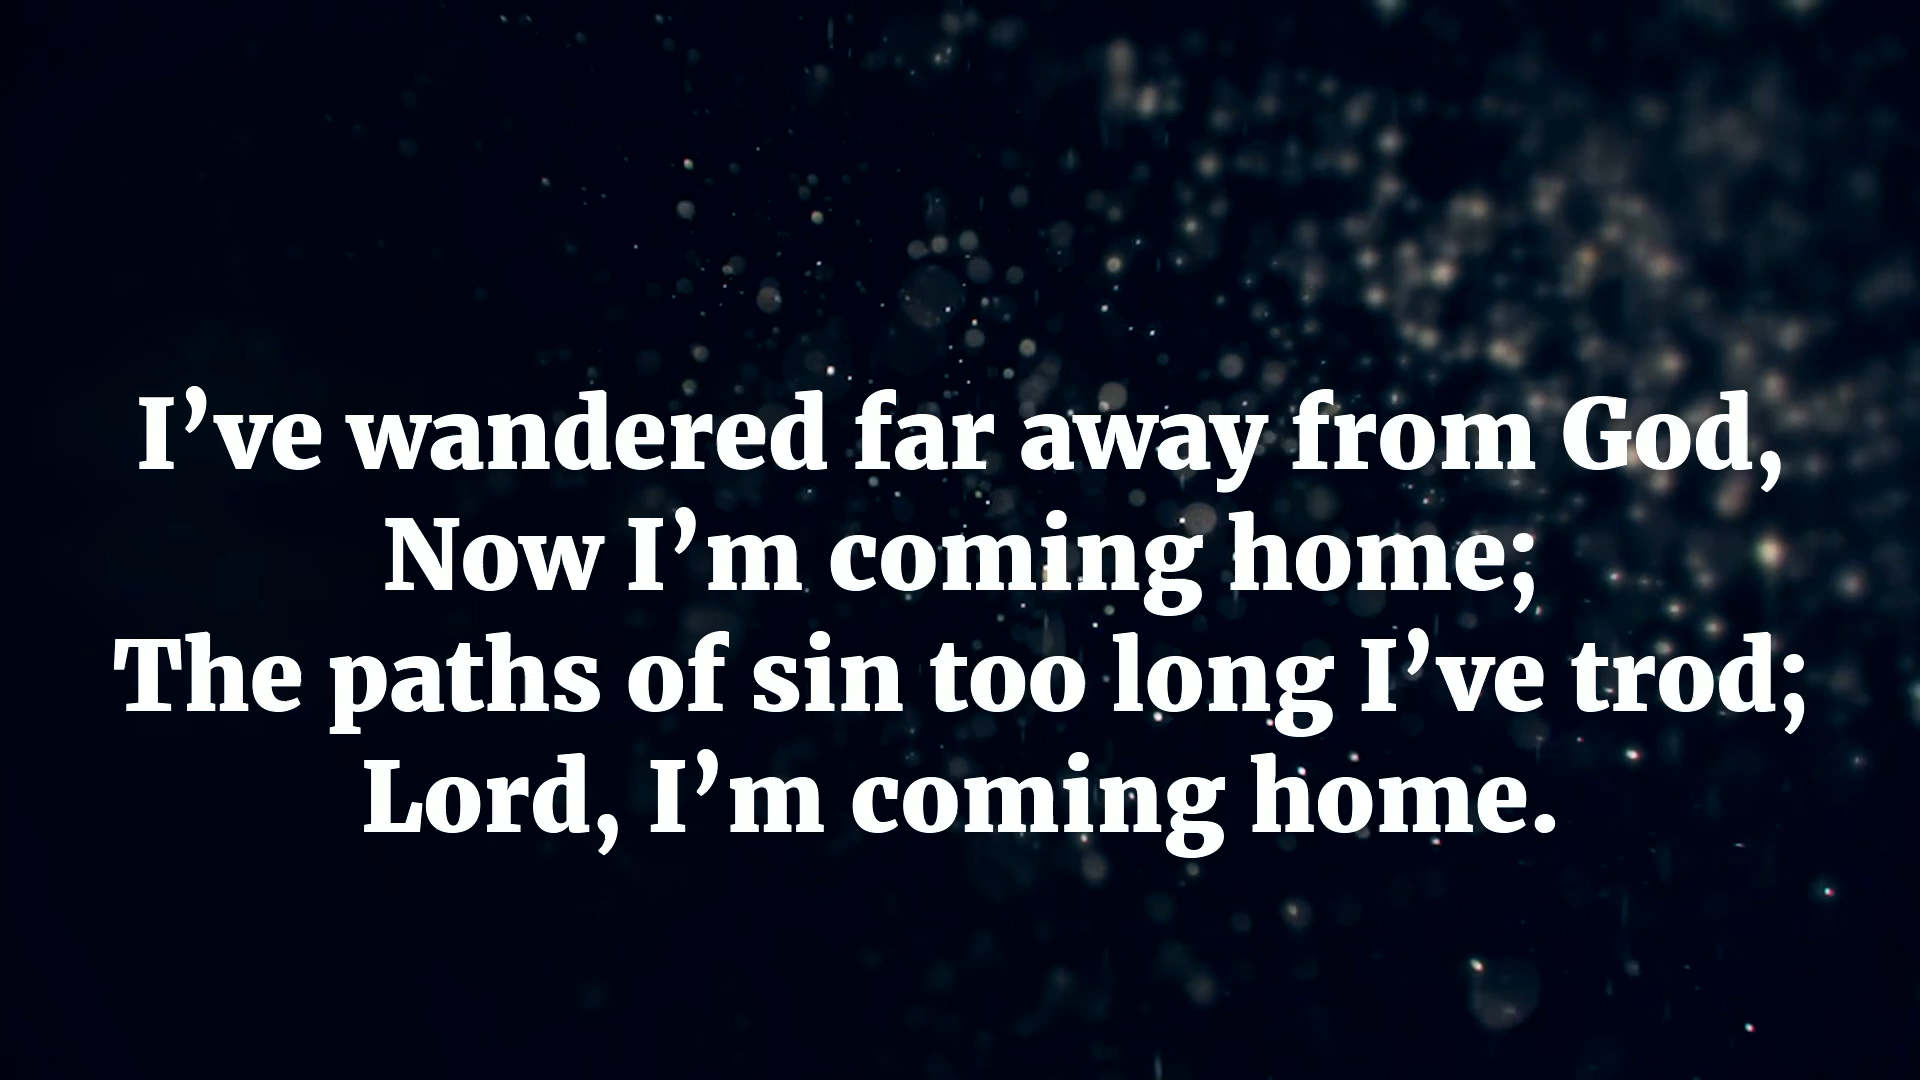 I’ve wandered far away from God,
Now I’m coming home;
The paths of sin too long I’ve trod;
Lord, I’m coming home.